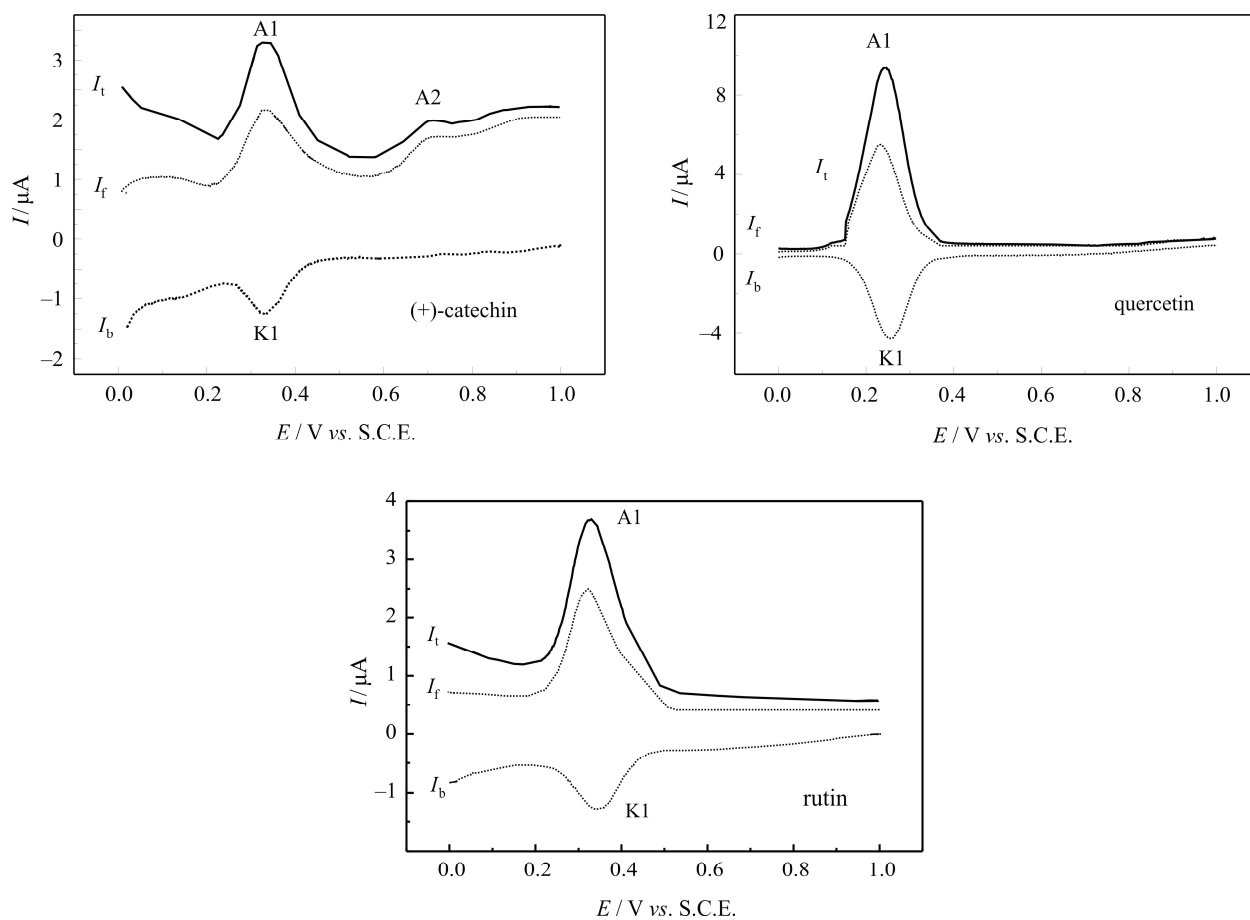 A1
3
I_t
A2
2
I_f
1
I / µA
0
–1
I_b
(+)-catechin
K1
–2
0.0 0.2 0.4 0.6 0.8 1.0
E / V vs. S.C.E.
12
A1
8
I / µA
4
I_t
I_f
0
I_b
quercetin
–4
K1
0.0 0.2 0.4 0.6 0.8 1.0
E / V vs. S.C.E.
4
A1
3
2
I_t
I / µA
1
I_f
0
I_b
–1
K1
rutin
0.0 0.2 0.4 0.6 0.8 1.0
E / V vs. S.C.E.